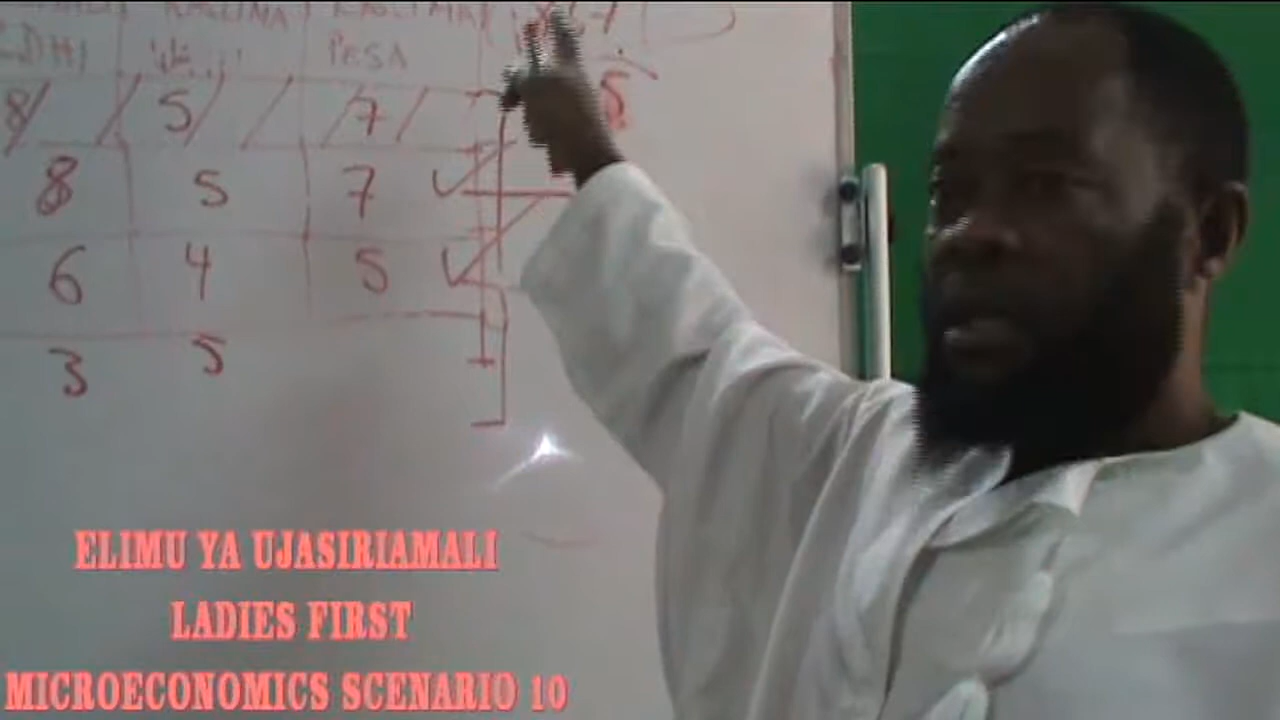 PESA
5
8/ / 5/ / /7/
8 5 7 ✓
6 4 5 ✓
3 5
ELIMU YA UJASIRIAMALI
LADIES FIRST
MICROECONOMICS SCENARIO 10